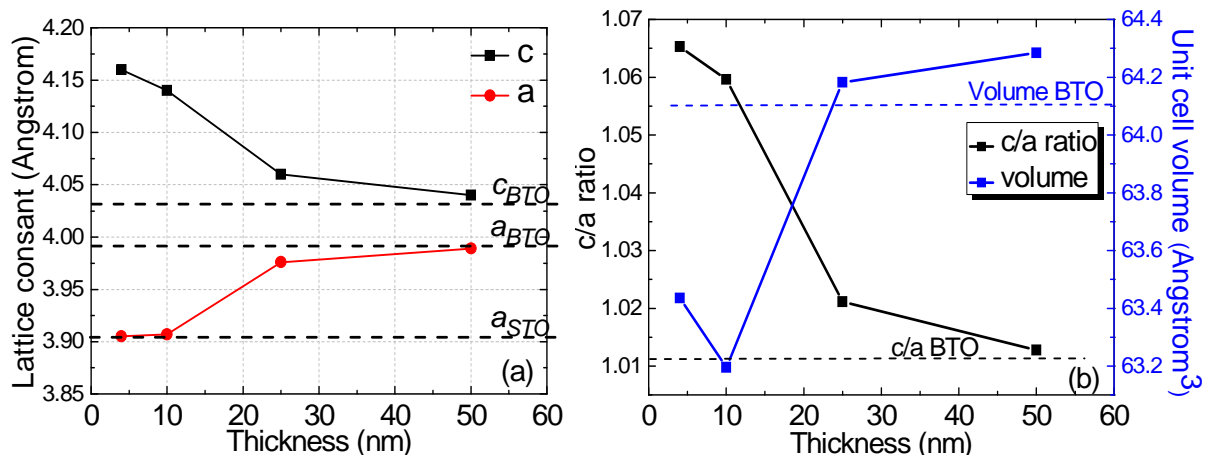 4.20
4.15
4.10
4.05
4.00
3.95
3.90
3.85
Lattice consant (Angstrom)
c
a
c_BTO
a_BTO
a_STO
(a)
0 10 20 30 40 50 60
Thickness (nm)
1.07
1.06
1.05
1.04
1.03
1.02
1.01
c/a ratio
Volume BTO
c/a ratio
volume
c/a BTO
(b)
0 10 20 30 40 50 60
Thickness (nm)
64.4
64.2
64.0
63.8
63.6
63.4
63.2
Unit cell volume (Angstrom³)